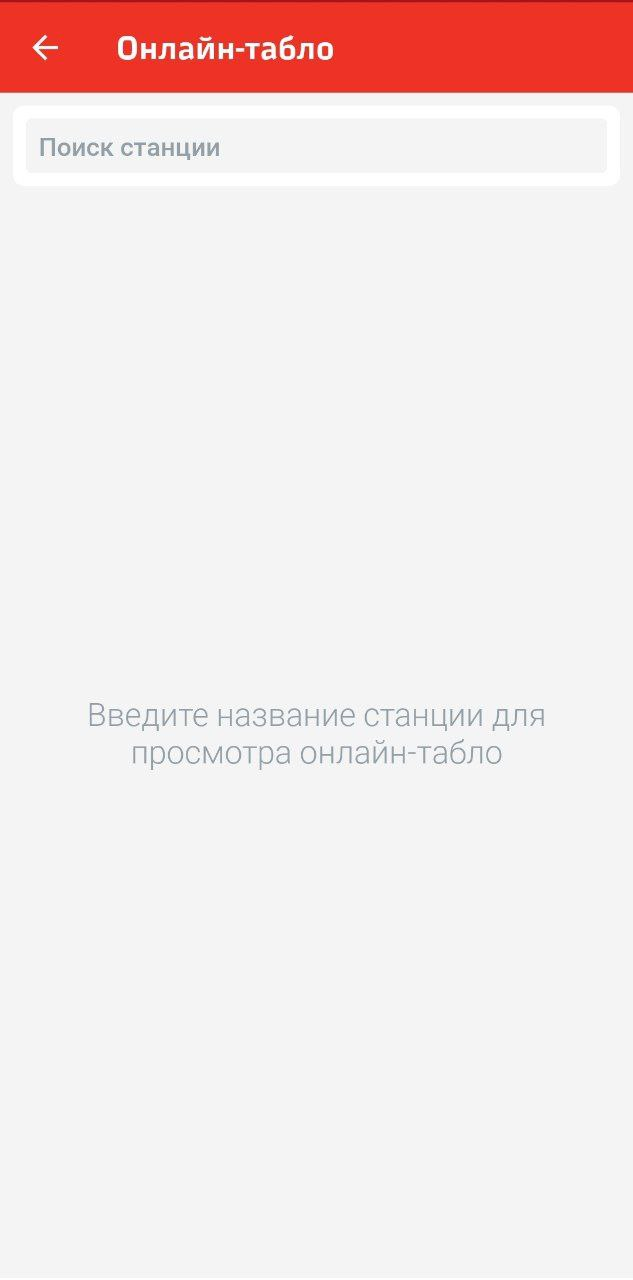 Онлайн-табло
Поиск станции
Введите название станции для
просмотра онлайн-табло